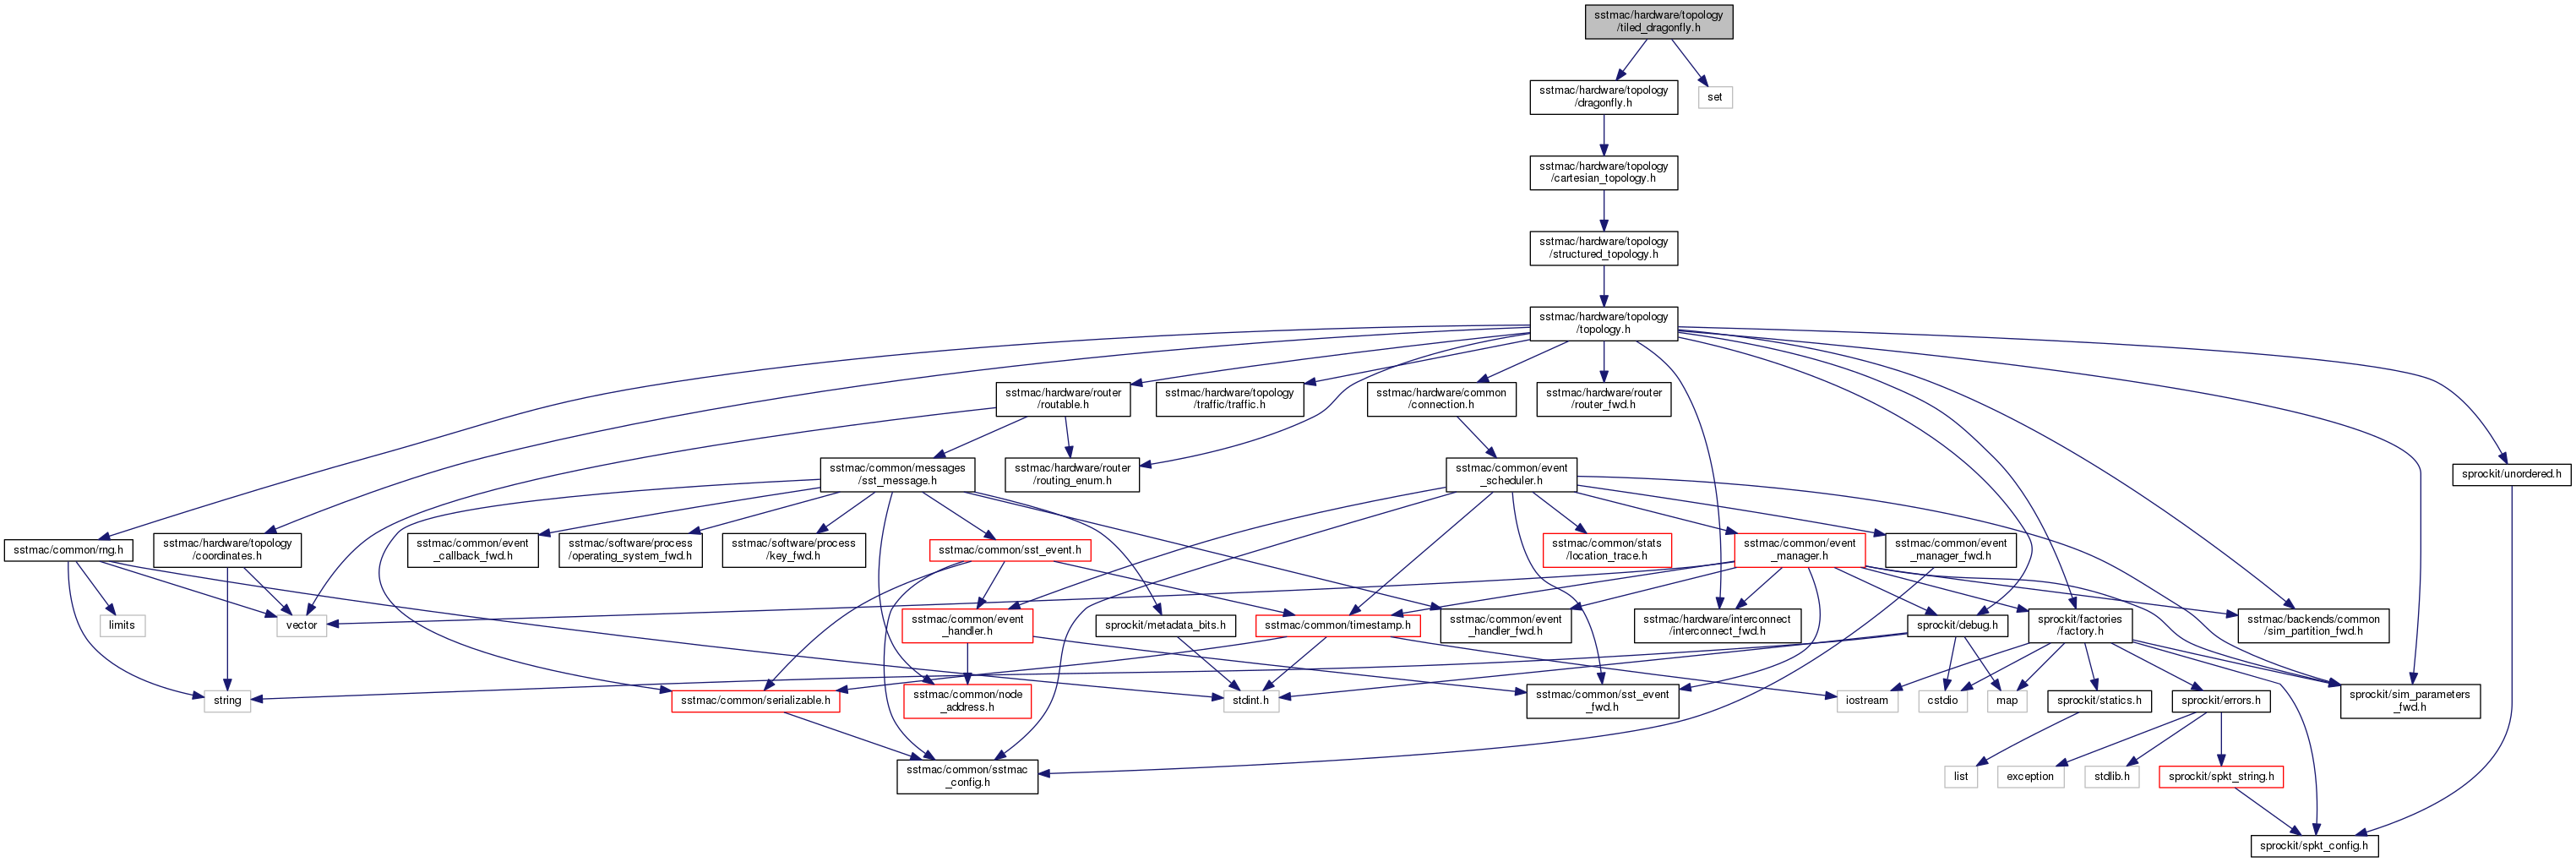 sstmac/hardware/topology
/tiled_dragonfly.h
sstmac/hardware/topology
/dragonfly.h
set
sstmac/hardware/topology
/cartesian_topology.h
sstmac/hardware/topology
/structured_topology.h
sstmac/hardware/topology
/topology.h
sstmac/hardware/router
/routable.h
sstmac/hardware/topology
/traffic/traffic.h
sstmac/hardware/common
/connection.h
sstmac/hardware/router
/router_fwd.h
sstmac/common/messages
/sst_message.h
sstmac/hardware/router
/routing_enum.h
sstmac/common/event
_scheduler.h
sprockit/unordered.h
sstmac/common/rng.h
sstmac/hardware/topology
/coordinates.h
sstmac/common/event
_callback_fwd.h
sstmac/software/process
/operating_system_fwd.h
sstmac/software/process
/key_fwd.h
sstmac/common/sst_event.h
sstmac/common/stats
/location_trace.h
sstmac/common/event
_manager.h
sstmac/common/event
_manager_fwd.h
limits
vector
sstmac/common/event
_handler.h
sprockit/metadata_bits.h
sstmac/common/timestamp.h
sstmac/common/event
_handler_fwd.h
sstmac/hardware/interconnect
/interconnect_fwd.h
sprockit/debug.h
sprockit/factories
/factory.h
sstmac/backends/common
/sim_partition_fwd.h
string
sstmac/common/serializable.h
sstmac/common/node
_address.h
stdint.h
sstmac/common/sst_event
_fwd.h
iostream
cstdio
map
sprockit/statics.h
sprockit/errors.h
sprockit/sim_parameters
_fwd.h
sstmac/common/sstmac
_config.h
list
exception
stdlib.h
sprockit/spkt_string.h
sprockit/spkt_config.h